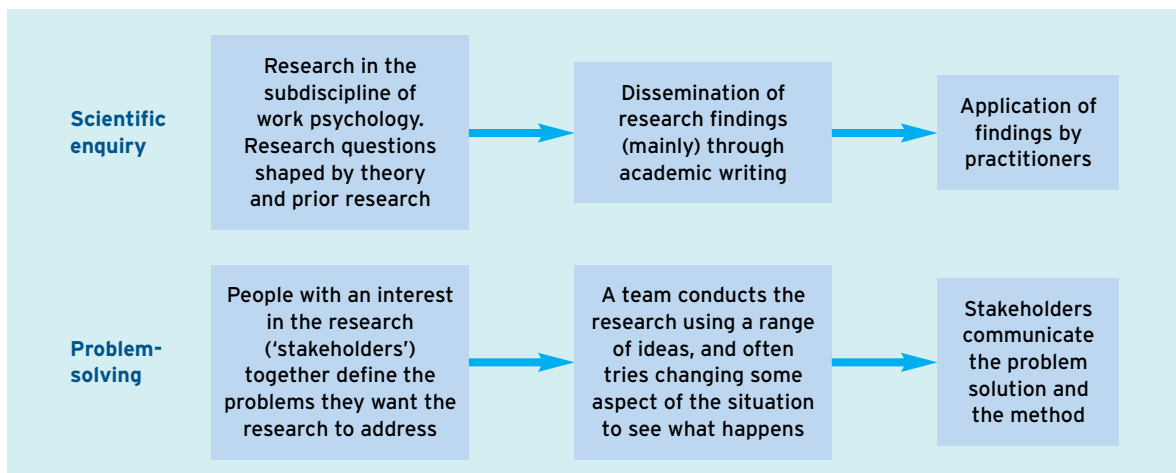 Scientific
enquiry
Research in the
subdiscipline of
work psychology.
Research questions
shaped by theory
and prior research
Dissemination of
research findings
(mainly) through
academic writing
Application of
findings by
practitioners
Problem-
solving
People with an interest
in the research
(‘stakeholders’)
together define the
problems they want the
research to address
A team conducts the
research using a range
of ideas, and often
tries changing some
aspect of the situation
to see what happens
Stakeholders
communicate
the problem
solution and
the method